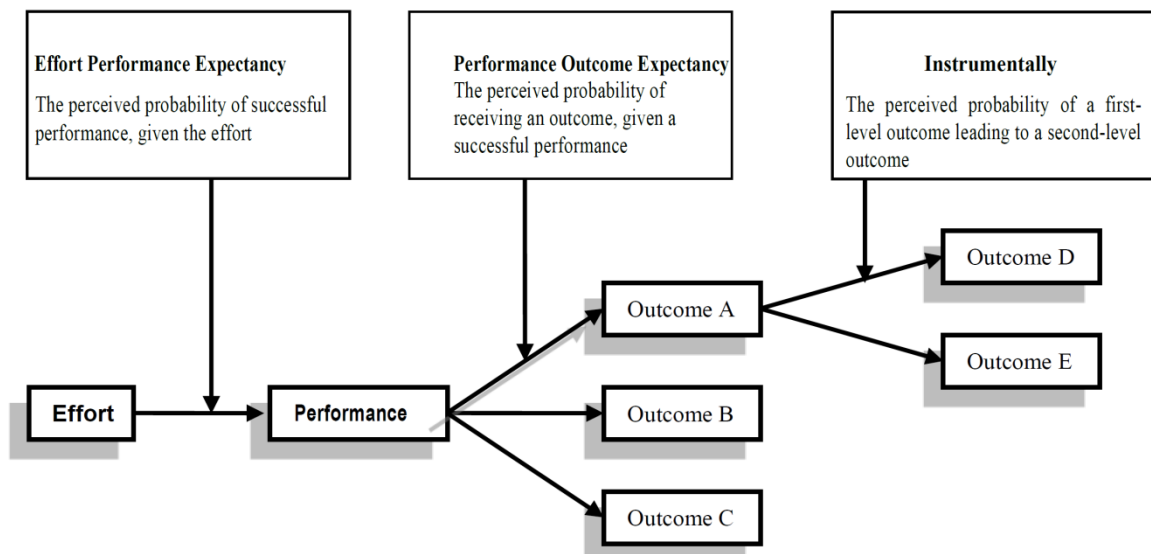 Effort Performance Expectancy
The perceived probability of successful
performance, given the effort
Performance Outcome Expectancy
The perceived probability of
receiving an outcome, given a
successful performance
Instrumentally
The perceived probability of a first-
level outcome leading to a second-level
outcome
Effort
Performance
Outcome A
Outcome B
Outcome C
Outcome D
Outcome E